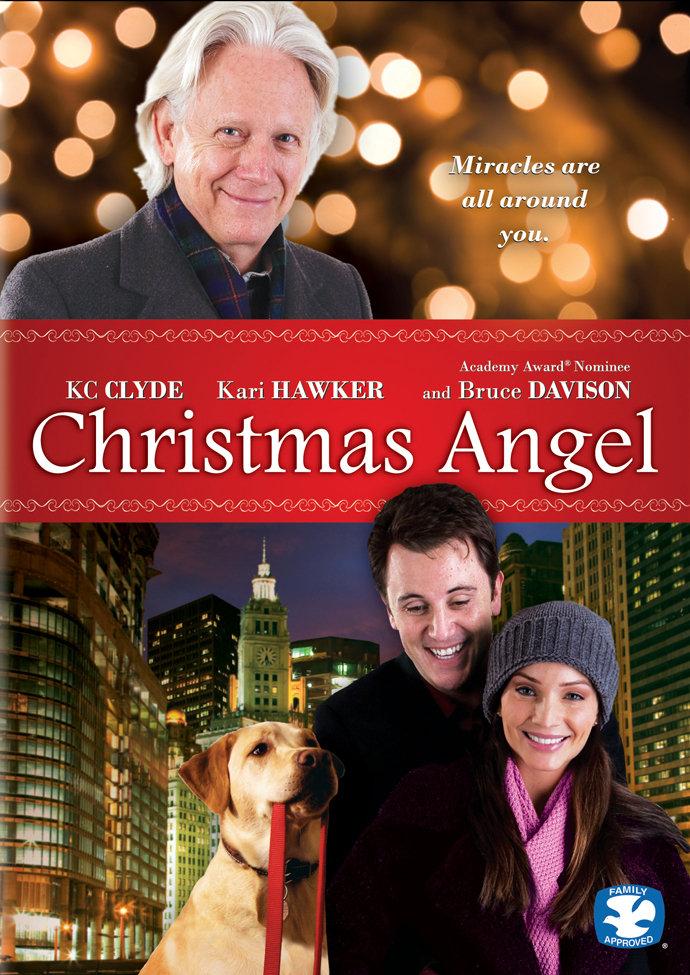 Miracles are
all around
you.
Academy Award® Nominee
KC CLYDE Kari HAWKER and Bruce DAVISON
Christmas Angel
FAMILY
APPROVED
®